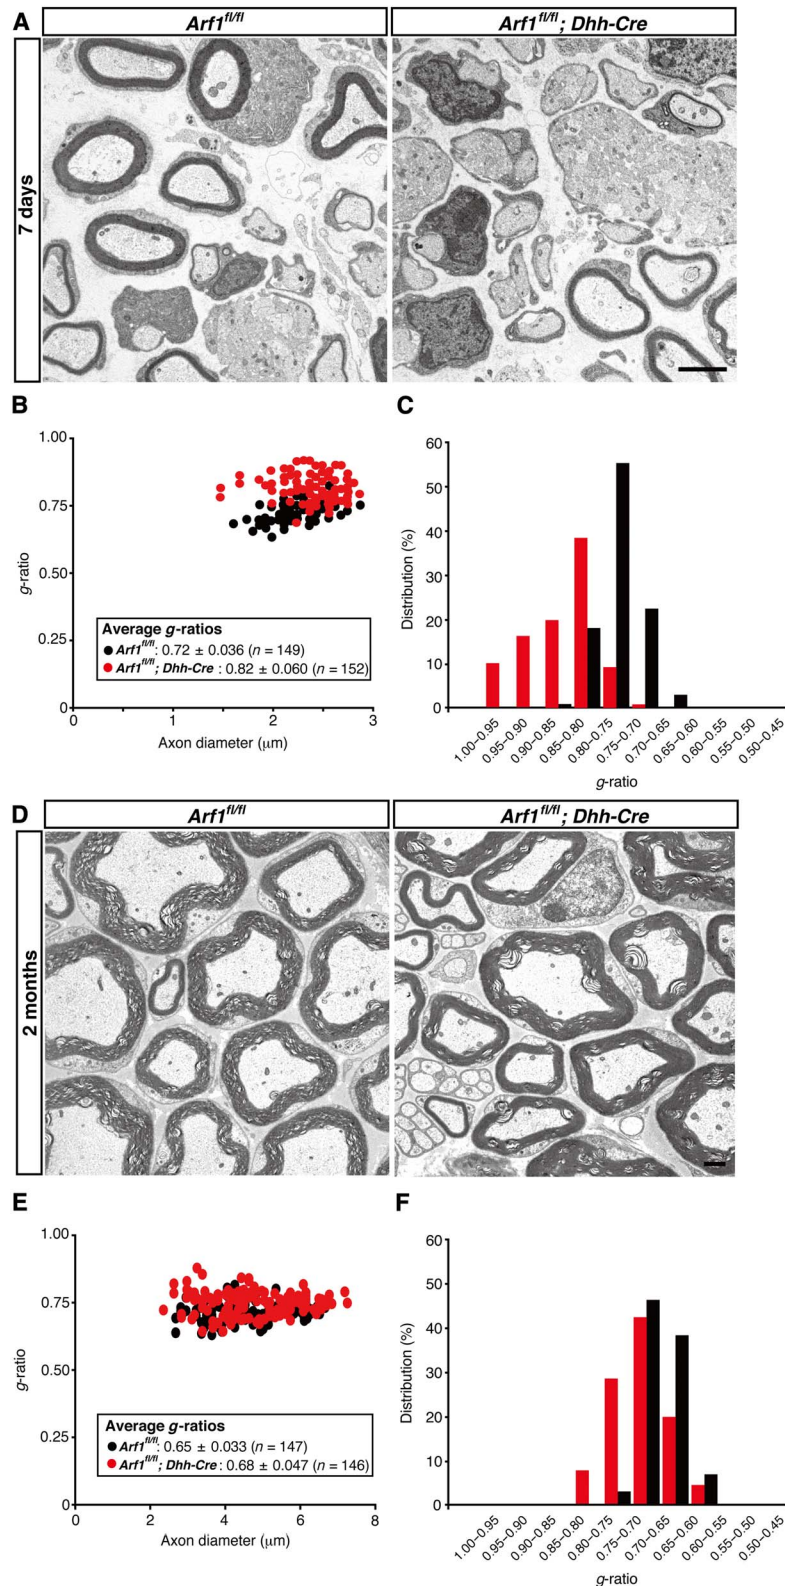 A
Arf1fl/fl
Arf1fl/fl; Dhh-Cre
7 days
B
1.00
0.75
0.50
0.25
0
g-ratio
Average g-ratios
Arf1fl/fl: 0.72 ± 0.036 (n = 149)
Arf1fl/fl; Dhh-Cre : 0.82 ± 0.060 (n = 152)
0 1 2 3
Axon diameter (μm)
C
60
50
40
30
20
10
0
Distribution (%)
1.00–0.95
0.95–0.90
0.90–0.85
0.85–0.80
0.80–0.75
0.75–0.70
0.70–0.65
0.65–0.60
0.60–0.55
0.55–0.50
0.50–0.45
g-ratio
D
Arf1fl/fl
Arf1fl/fl; Dhh-Cre
2 months
E
1.00
0.75
0.50
0.25
0
g-ratio
Average g-ratios
Arf1fl/fl: 0.65 ± 0.033 (n = 147)
Arf1fl/fl; Dhh-Cre : 0.68 ± 0.047 (n = 146)
0 2 4 6 8
Axon diameter (μm)
F
60
50
40
30
20
10
0
Distribution (%)
1.00–0.95
0.95–0.90
0.90–0.85
0.85–0.80
0.80–0.75
0.75–0.70
0.70–0.65
0.65–0.60
0.60–0.55
0.55–0.50
0.50–0.45
g-ratio